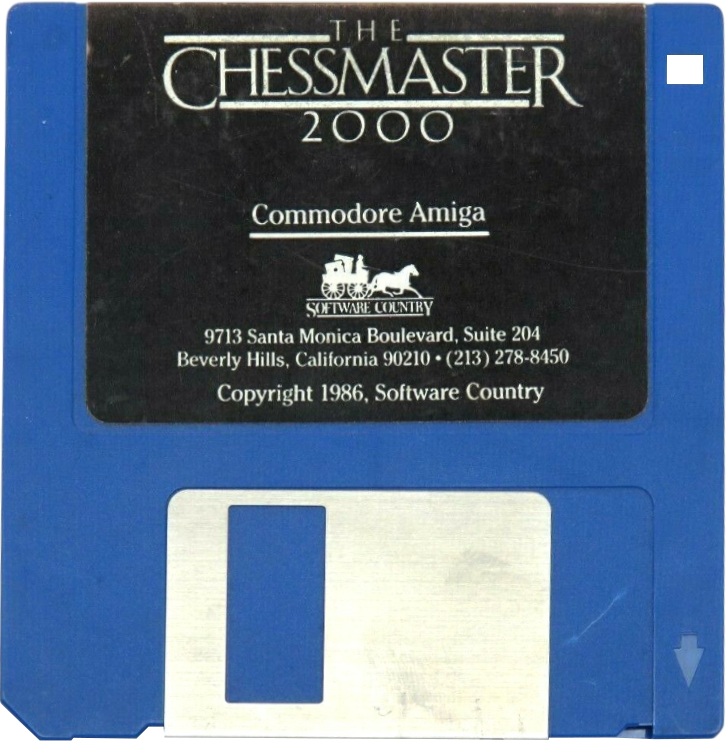 THE
CHESSMASTER
2000
Commodore Amiga
SOFTWARE COUNTRY
9713 Santa Monica Boulevard, Suite 204
Beverly Hills, California 90210 • (213) 278-8450
Copyright 1986, Software Country